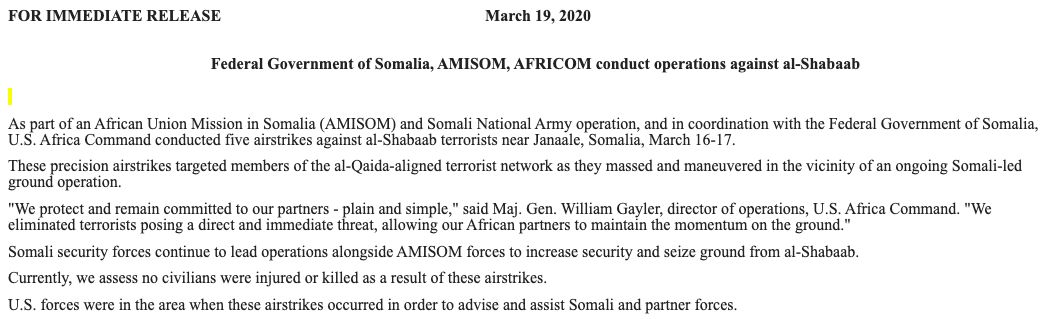 FOR IMMEDIATE RELEASE March 19, 2020
Federal Government of Somalia, AMISOM, AFRICOM conduct operations against al-Shabaab
As part of an African Union Mission in Somalia (AMISOM) and Somali National Army operation, and in coordination with the Federal Government of Somalia,
U.S. Africa Command conducted five airstrikes against al-Shabaab terrorists near Janaale, Somalia, March 16-17.
These precision airstrikes targeted members of the al-Qaida-aligned terrorist network as they massed and maneuvered in the vicinity of an ongoing Somali-led
ground operation.
"We protect and remain committed to our partners - plain and simple," said Maj. Gen. William Gayler, director of operations, U.S. Africa Command. "We
eliminated terrorists posing a direct and immediate threat, allowing our African partners to maintain the momentum on the ground."
Somali security forces continue to lead operations alongside AMISOM forces to increase security and seize ground from al-Shabaab.
Currently, we assess no civilians were injured or killed as a result of these airstrikes.
U.S. forces were in the area when these airstrikes occurred in order to advise and assist Somali and partner forces.